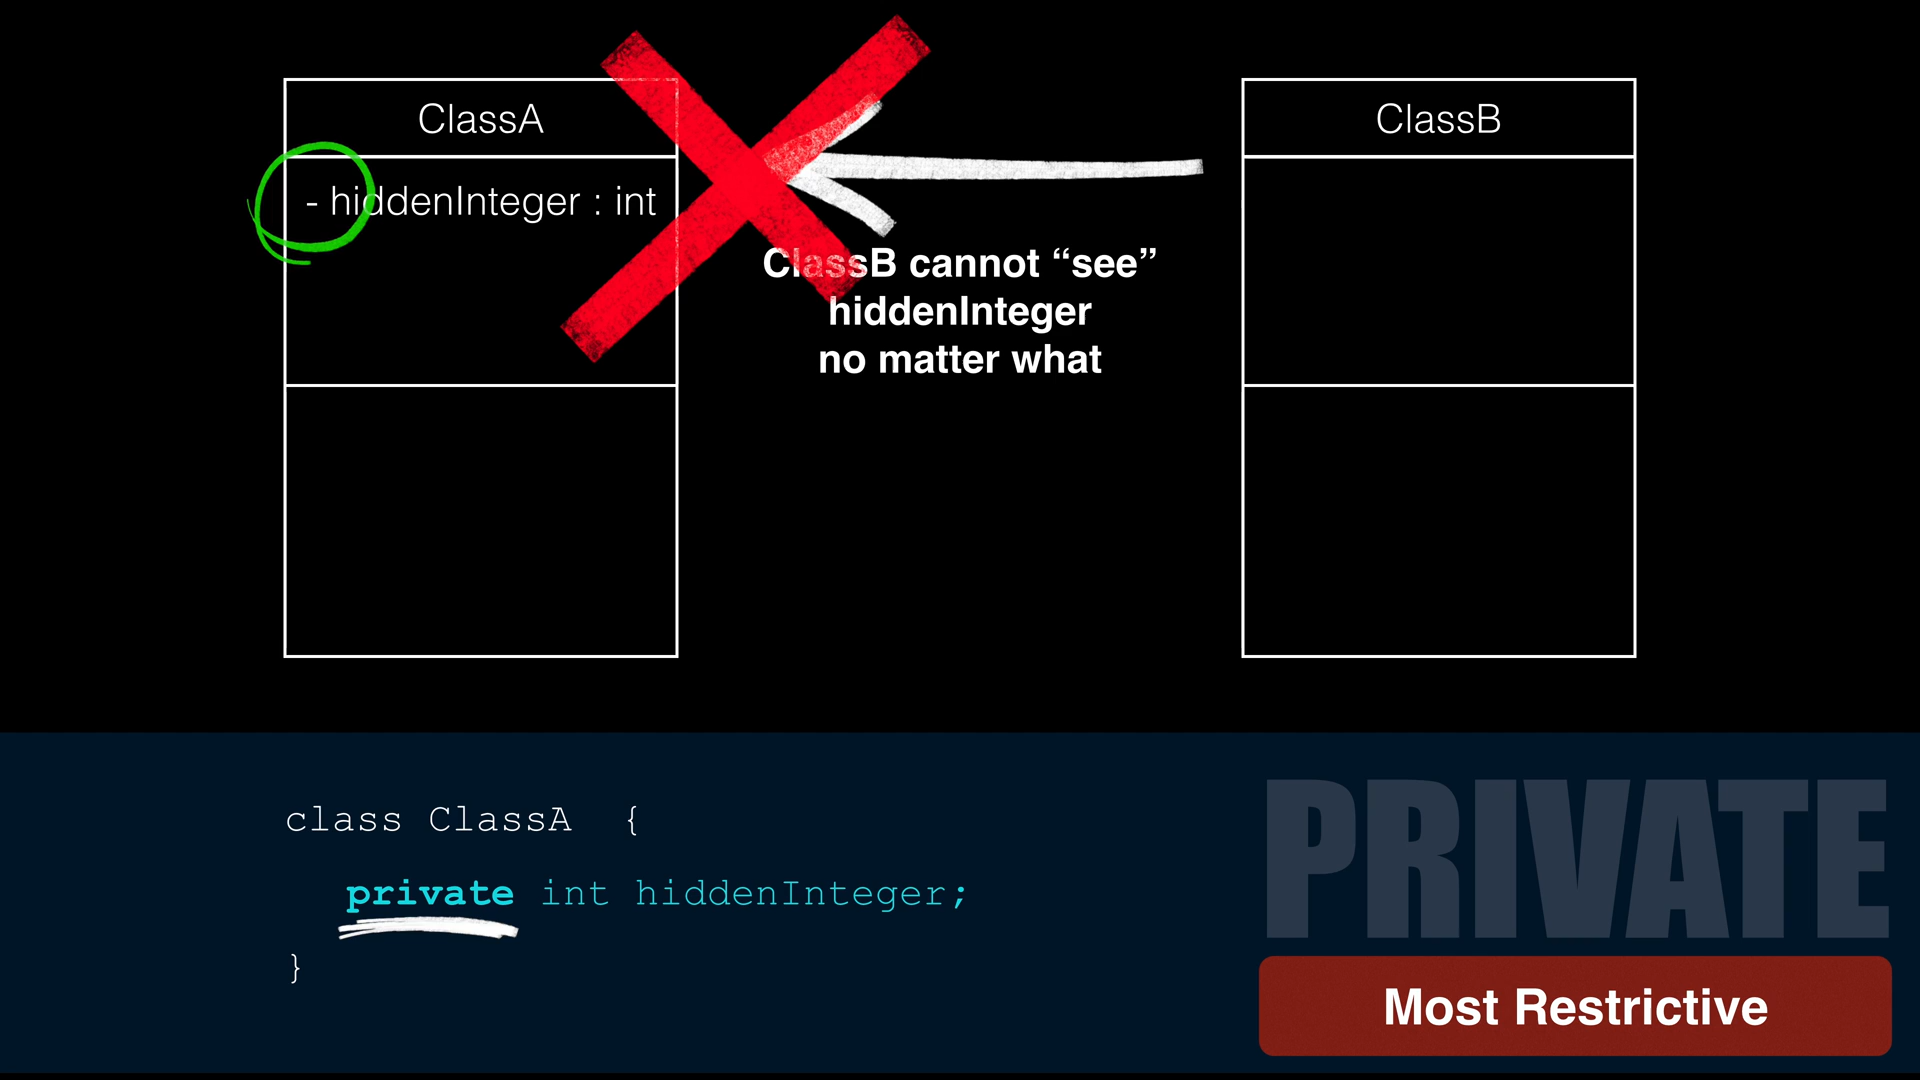 ClassA
- hiddenInteger : int
ClassB cannot “see”
hiddenInteger
no matter what
ClassB
class ClassA {
private int hiddenInteger;
}
PRIVATE
Most Restrictive